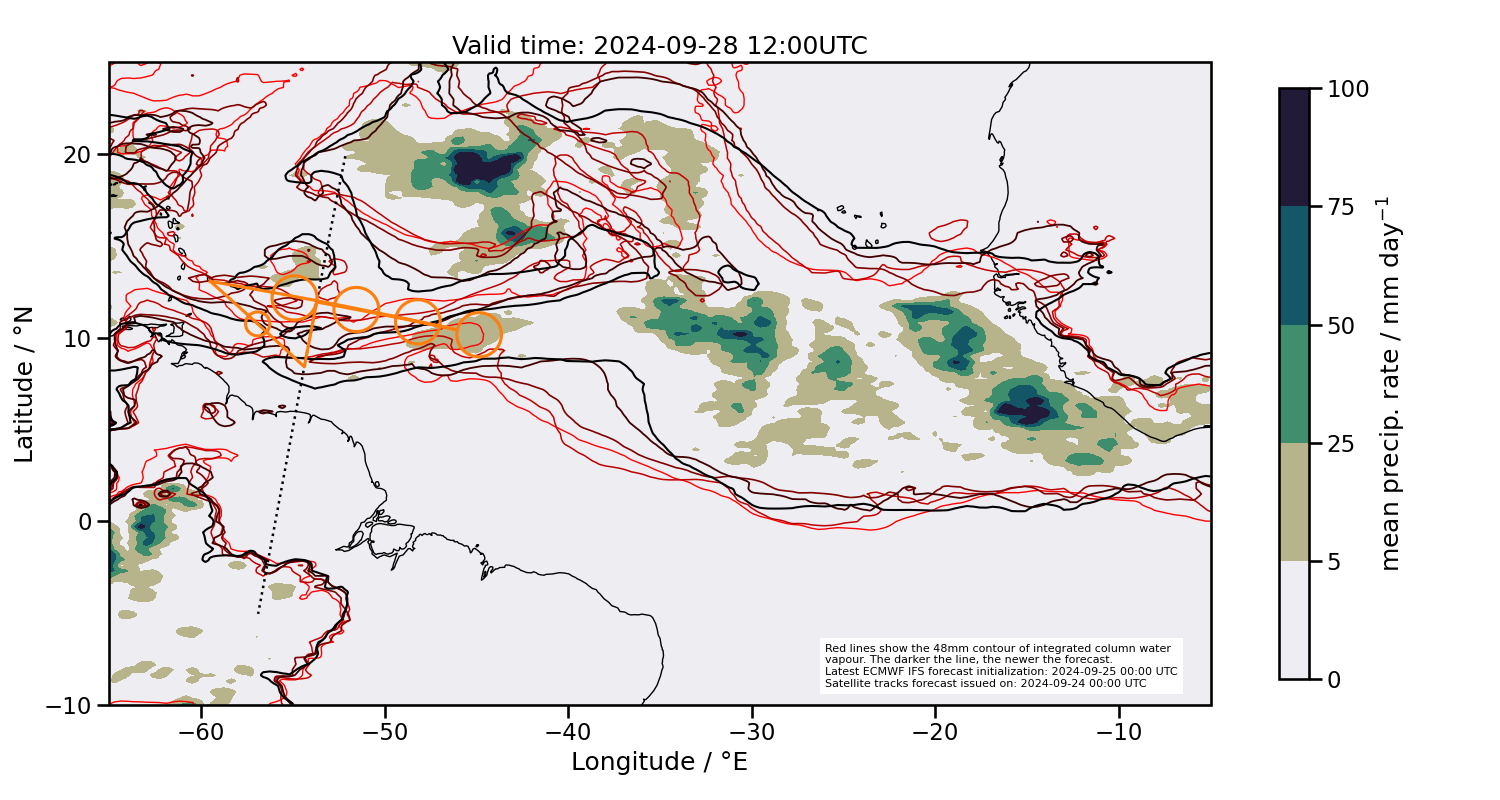 Valid time: 2024-09-28 12:00UTC
Latitude / °N
20
10
0
−10
−60
−50
−40
−30
−20
−10
Longitude / °E
Red lines show the 48mm contour of integrated column water
vapour. The darker the line, the newer the forecast.
Latest ECMWF IFS forecast initialization: 2024-09-25 00:00 UTC
Satellite tracks forecast issued on: 2024-09-24 00:00 UTC
100
75
50
25
5
0
mean precip. rate / mm day⁻¹